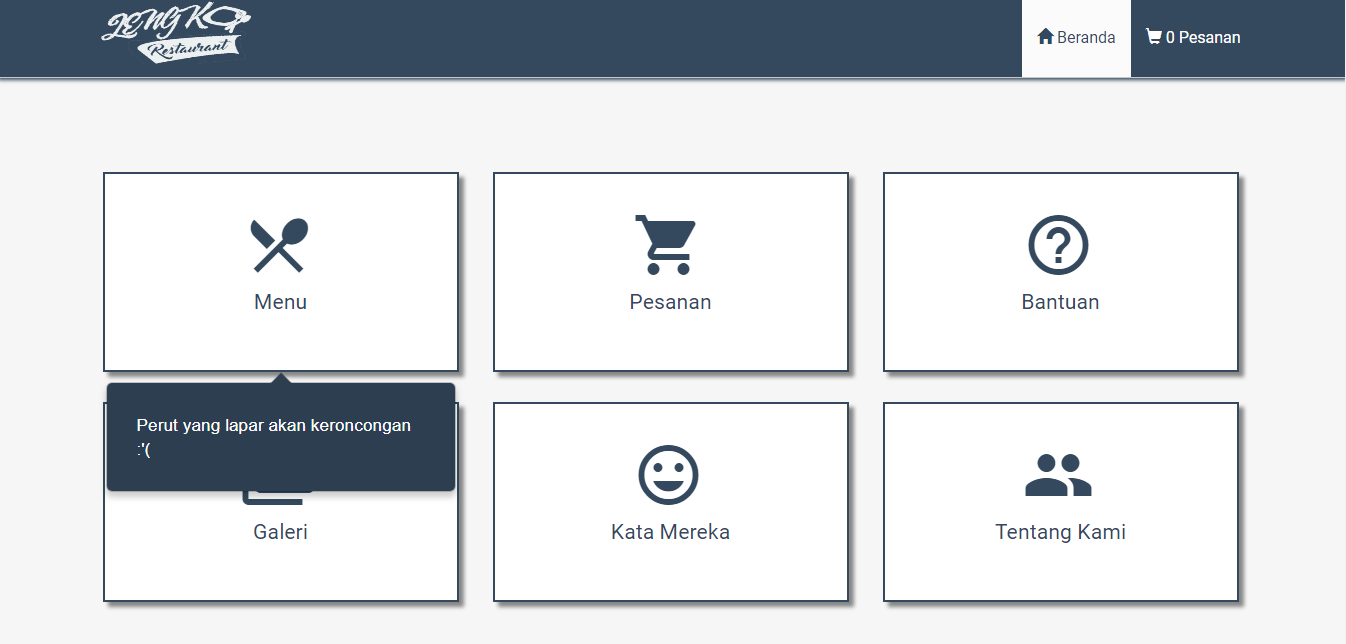 LENGKO
Restaurant
Beranda
0 Pesanan
Menu
Pesanan
Bantuan
Perut yang lapar akan keroncongan
:'(
Galeri
Kata Mereka
Tentang Kami